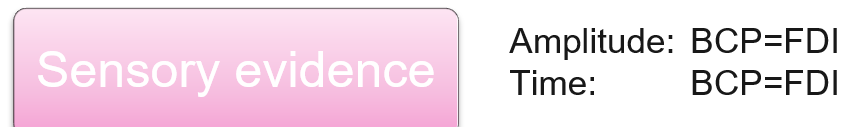 Sensory evidence
Amplitude: BCP=FDI
Time: BCP=FDI